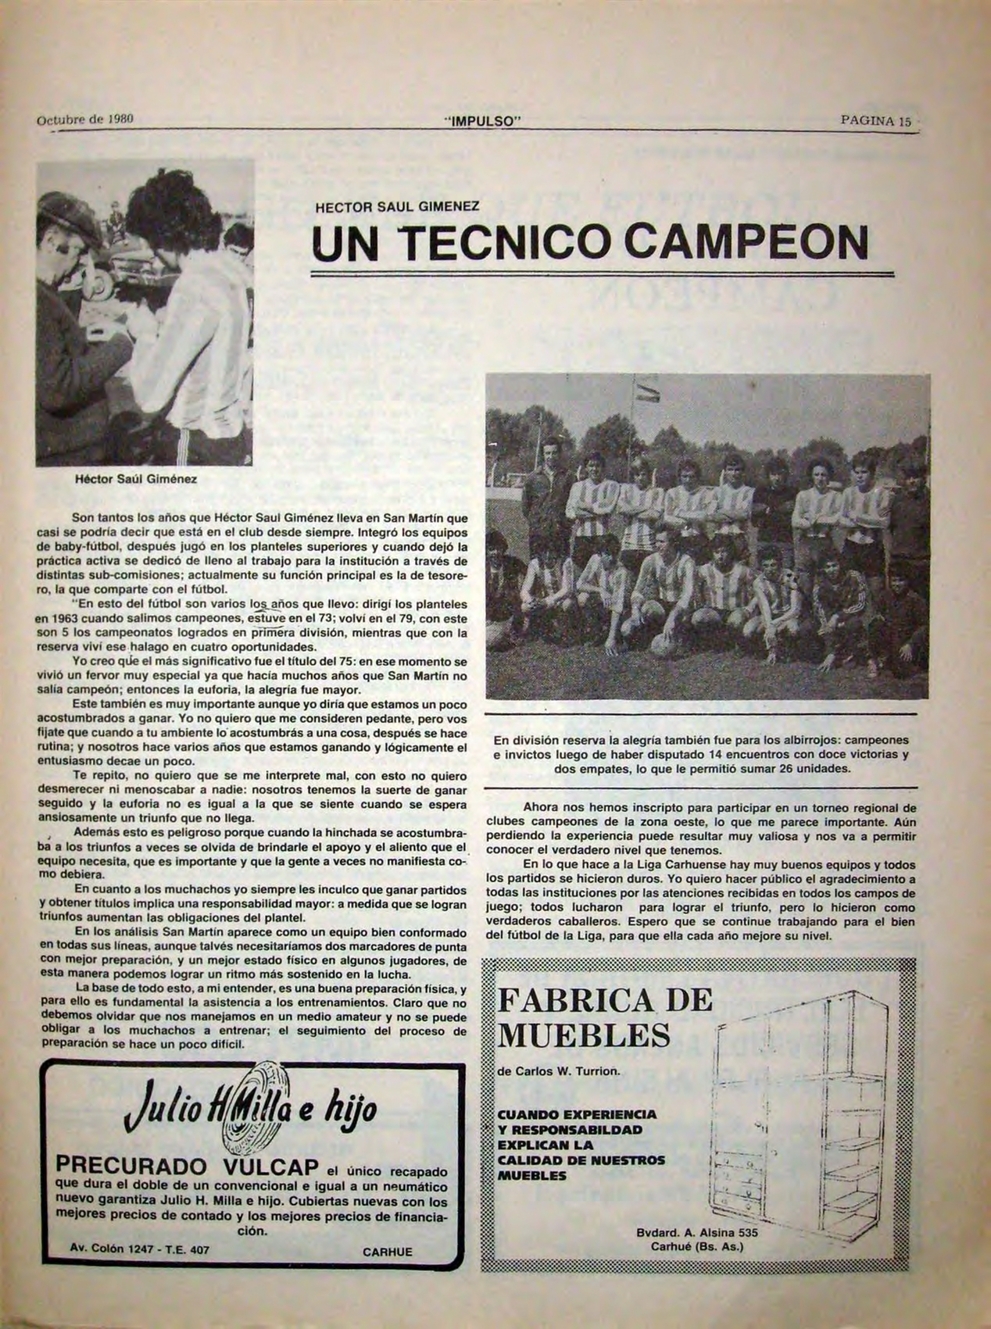 Octubre de 1980
"IMPULSO"
PAGINA 15
HECTOR SAUL GIMENEZ
UN TECNICO CAMPEON
Héctor Saúl Giménez
Son tantos los años que Héctor Saul Giménez lleva en San Martín que
casi se podría decir que está en el club desde siempre. Integró los equipos
de baby-fútbol, después jugó en los planteles superiores y cuando dejó la
práctica activa se dedicó de lleno al trabajo para la institución a través de
distintas sub-comisiones; actualmente su función principal es la de tesore-
ro, la que comparte con el fútbol.
"En esto del fútbol son varios los años que llevo: dirigí los planteles
en 1963 cuando salimos campeones, estuve en el 73; volví en el 79, con este
son 5 los campeonatos logrados en primera división, mientras que con la
reserva viví ese halago en cuatro oportunidades.
Yo creo que el más significativo fue el título del 75: en ese momento se
vivió un fervor muy especial ya que hacía muchos años que San Martín no
salía campeón; entonces la euforia, la alegría fue mayor.
Este también es muy importante aunque yo diría que estamos un poco
acostumbrados a ganar. Yo no quiero que me consideren pedante, pero vos
fijate que cuando a tu ambiente lo acostumbrás a una cosa, después se hace
rutina; y nosotros hace varios años que estamos ganando y lógicamente el
entusiasmo decae un poco.
Te repito, no quiero que se me interprete mal, con esto no quiero
desmerecer ni menoscabar a nadie: nosotros tenemos la suerte de ganar
seguido y la euforia no es igual a la que se siente cuando se espera
ansiosamente un triunfo que no llega.
Además esto es peligroso porque cuando la hinchada se acostumbra-
ba a los triunfos a veces se olvida de brindarle el apoyo y el aliento que el
equipo necesita, que es importante y que la gente a veces no manifiesta co-
mo debiera.
En cuanto a los muchachos yo siempre les inculco que ganar partidos
y obtener títulos implica una responsabilidad mayor: a medida que se logran
triunfos aumentan las obligaciones del plantel.
En los análisis San Martín aparece como un equipo bien conformado
en todas sus líneas, aunque talvés necesitaríamos dos marcadores de punta
con mejor preparación, y un mejor estado físico en algunos jugadores, de
esta manera podemos lograr un ritmo más sostenido en la lucha.
La base de todo esto, a mi entender, es una buena preparación física, y
para ello es fundamental la asistencia a los entrenamientos. Claro que no
debemos olvidar que nos manejamos en un medio amateur y no se puede
obligar a los muchachos a entrenar; el seguimiento del proceso de
preparación se hace un poco difícil.
En división reserva la alegría también fue para los albirrojos: campeones
e invictos luego de haber disputado 14 encuentros con doce victorias y
dos empates, lo que le permitió sumar 26 unidades.
Ahora nos hemos inscripto para participar en un torneo regional de
clubes campeones de la zona oeste, lo que me parece importante. Aún
perdiendo la experiencia puede resultar muy valiosa y nos va a permitir
conocer el verdadero nivel que tenemos.
En lo que hace a la Liga Carhuense hay muy buenos equipos y todos
los partidos se hicieron duros. Yo quiero hacer público el agradecimiento a
todas las instituciones por las atenciones recibidas en todos los campos de
juego; todos lucharon para lograr el triunfo, pero lo hicieron como
verdaderos caballeros. Espero que se continue trabajando para el bien
del fútbol de la Liga, para que ella cada año mejore su nivel.
Julio H Milla e hijo
PRECURADO VULCAP el único recapado
que dura el doble de un convencional e igual a un neumático
nuevo garantiza Julio H. Milla e hijo. Cubiertas nuevas con los
mejores precios de contado y los mejores precios de financia-
ción.
Av. Colón 1247 - T.E. 407
CARHUE
FABRICA DE
MUEBLES
de Carlos W. Turrion.
CUANDO EXPERIENCIA
Y RESPONSABILDAD
EXPLICAN LA
CALIDAD DE NUESTROS
MUEBLES
Bvdard. A. Alsina 535
Carhué (Bs. As.)